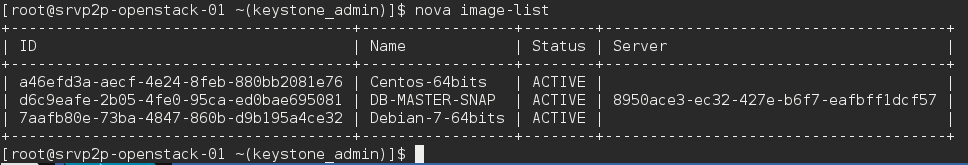 [root@srvp2p-openstack-01 ~(keystone_admin)]$ nova image-list
+--------------------------------------+------------------+--------+--------------------------------------+
| ID                                   | Name             | Status | Server                               |
+--------------------------------------+------------------+--------+--------------------------------------+
| a46efd3a-aecf-4e24-8feb-880bb2081e76 | Centos-64bits    | ACTIVE |                                      |
| d6c9eafe-2b05-4fe0-95ca-ed0bae695081 | DB-MASTER-SNAP   | ACTIVE | 8950ace3-ec32-427e-b6f7-eafbff1dcf57 |
| 7aafb80e-73ba-4847-860b-d9b195a4ce32 | Debian-7-64bits | ACTIVE |                                      |
+--------------------------------------+------------------+--------+--------------------------------------+
[root@srvp2p-openstack-01 ~(keystone_admin)]$